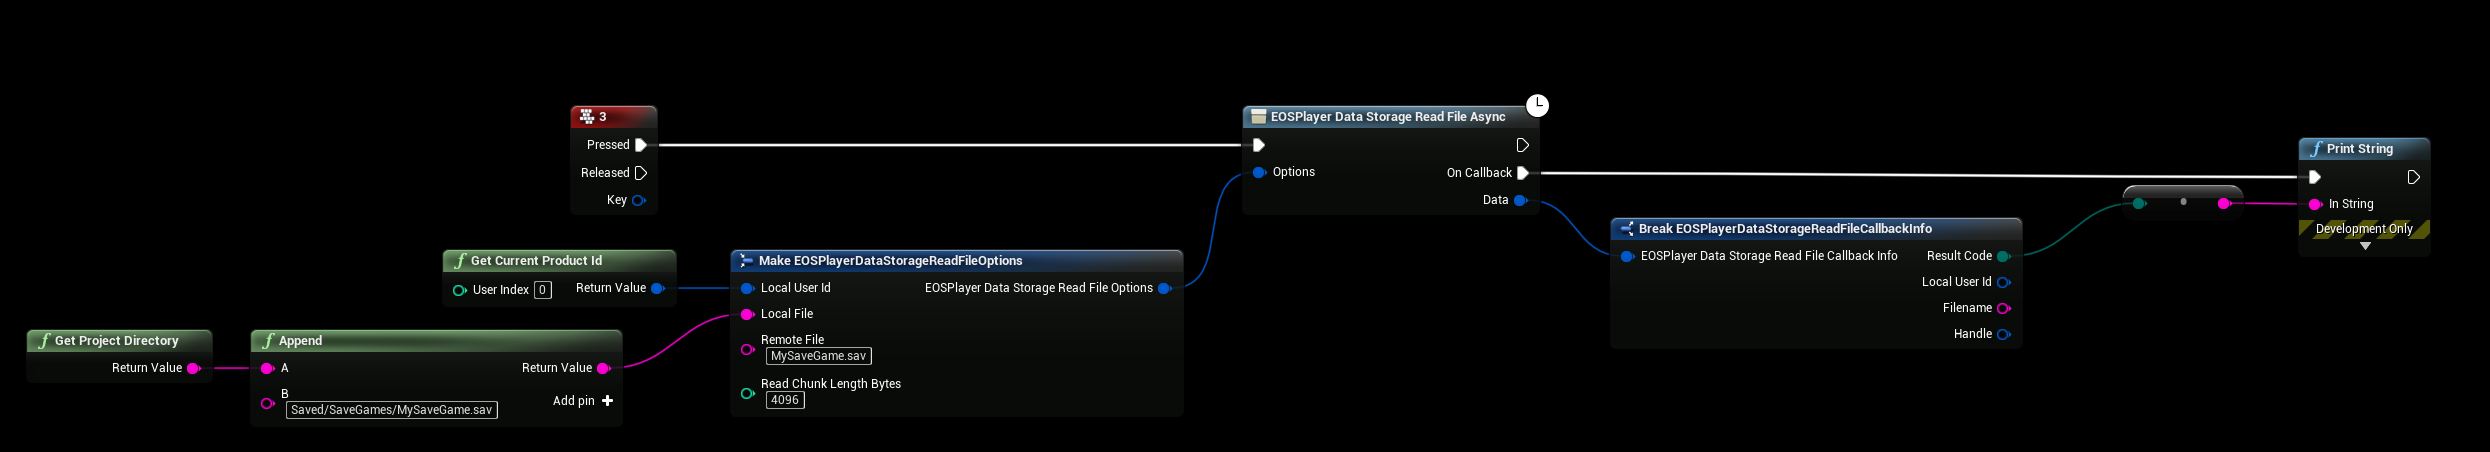 3
Pressed
Released
Key
EOSPlayer Data Storage Read File Async
Options
On Callback
Data
Print String
In String
Development Only
Break EOSPlayerDataStorageReadFileCallbackInfo
EOSPlayer Data Storage Read File Callback Info
Result Code
Local User Id
Filename
Handle
Get Current Product Id
User Index 0
Return Value
Make EOSPlayerDataStorageReadFileOptions
Local User Id
EOSPlayer Data Storage Read File Options
Local File
Remote File
MySaveGame.sav
Read Chunk Length Bytes
4096
Get Project Directory
Return Value
Append
A
Return Value
B
Saved/SaveGames/MySaveGame.sav
Add pin